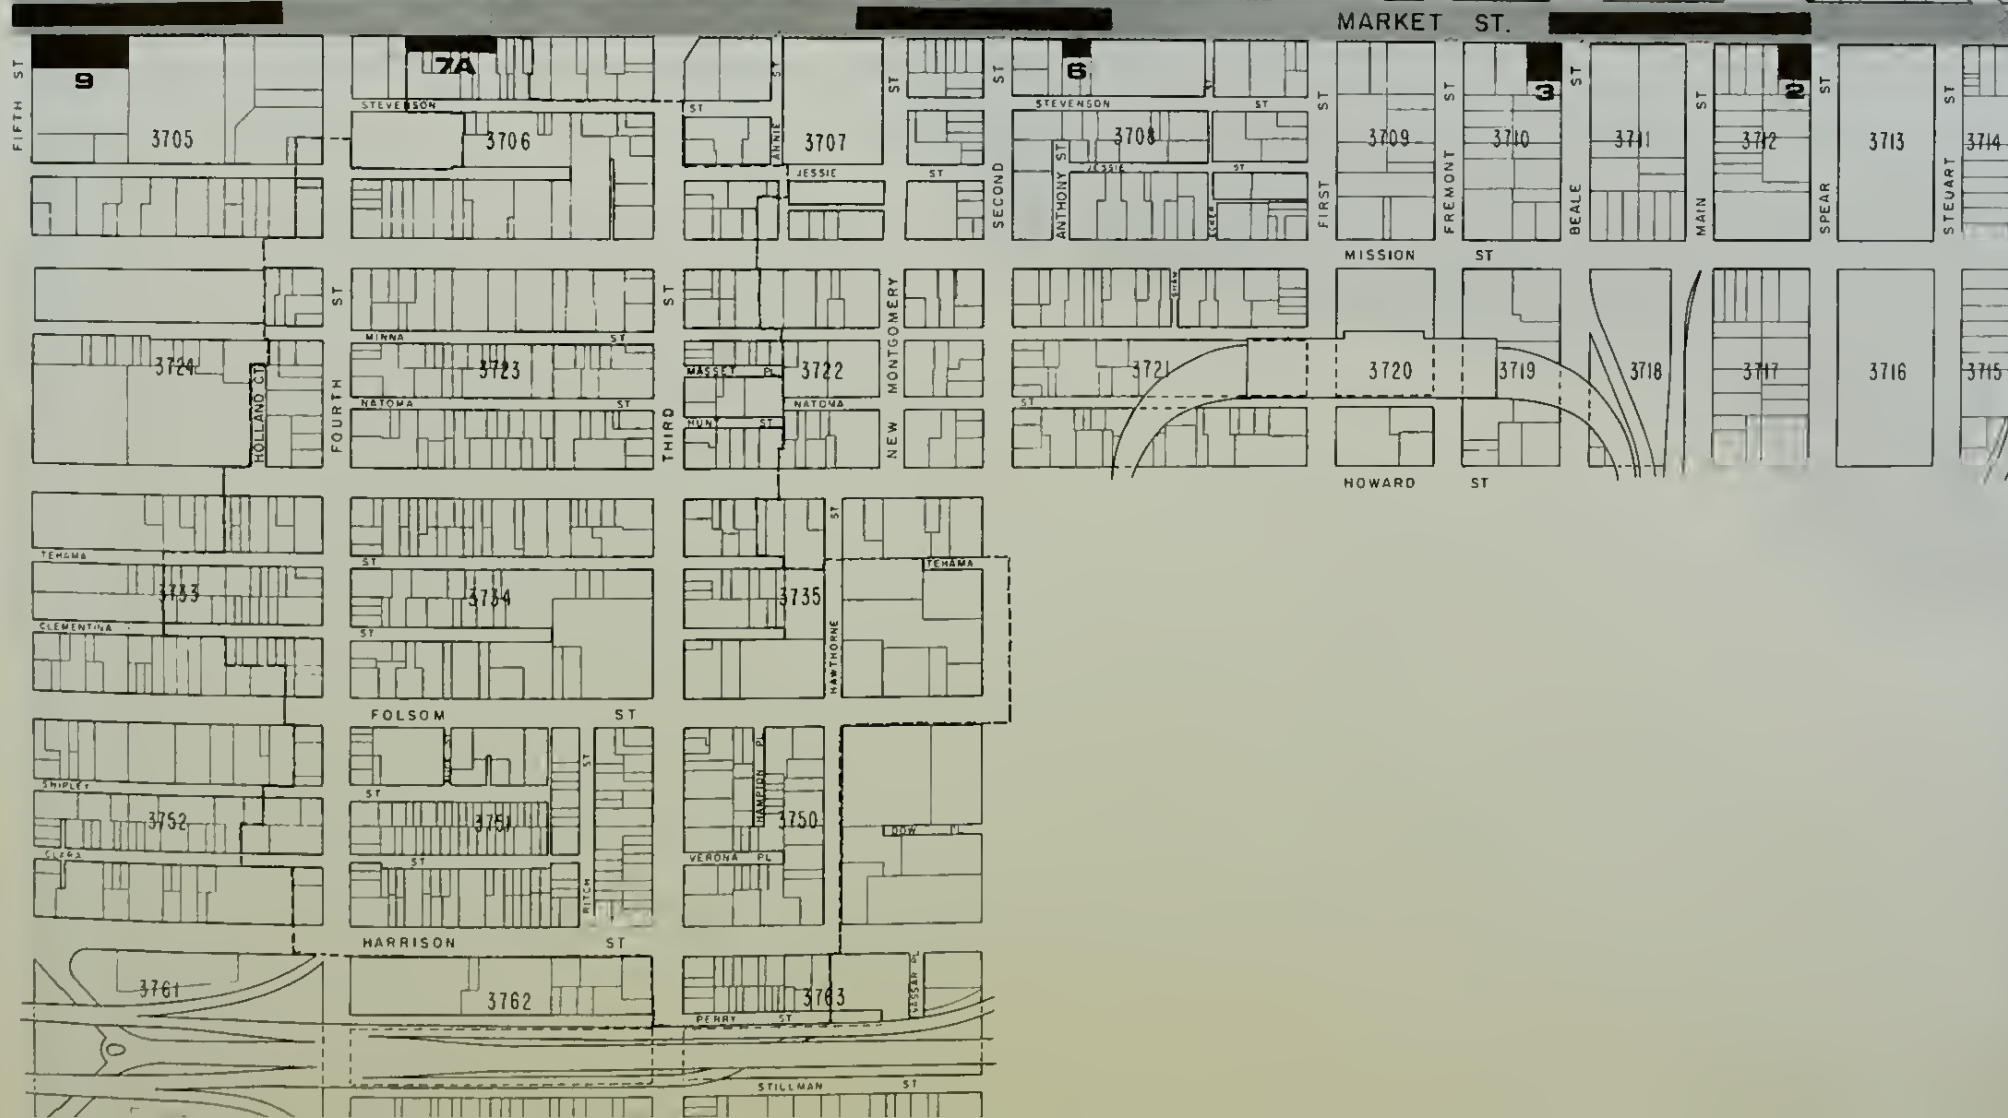 MARKET ST.
FIFTH ST
9
3705
7A
STEVENSON ST
3706
ANNIE ST
3707
JESSIE ST
SECOND ST
6
STEVENSON ST
3708
ANTHONY ST
JESSIE ST
ECKER ST
FIRST ST
3709
FREMONT ST
3
3710
BEALE ST
3711
MAIN ST
2
3712
SPEAR ST
3713
STEUART ST
3714
MISSION ST
3724
HOLLAND CT
FOURTH ST
MINNA ST
3723
NATOMA ST
THIRD ST
MASSET PL
3722
NATOMA
HUNT ST
NEW MONTGOMERY ST
SHAW
3721
ST
3720
3719
3718
3717
3716
3715
HOWARD ST
TEHAMA ST
3733
CLEMENTINA ST
3734
3735
HAWTHORNE ST
TEHAMA
FOLSOM ST
SHIPLEY ST
3752
CLARA ST
3751
RITCH ST
HAMPTON PL
3750
VERONA PL
DOW PL
HARRISON ST
3761
3762
3763
VASSAR PL
PERRY ST
STILLMAN ST